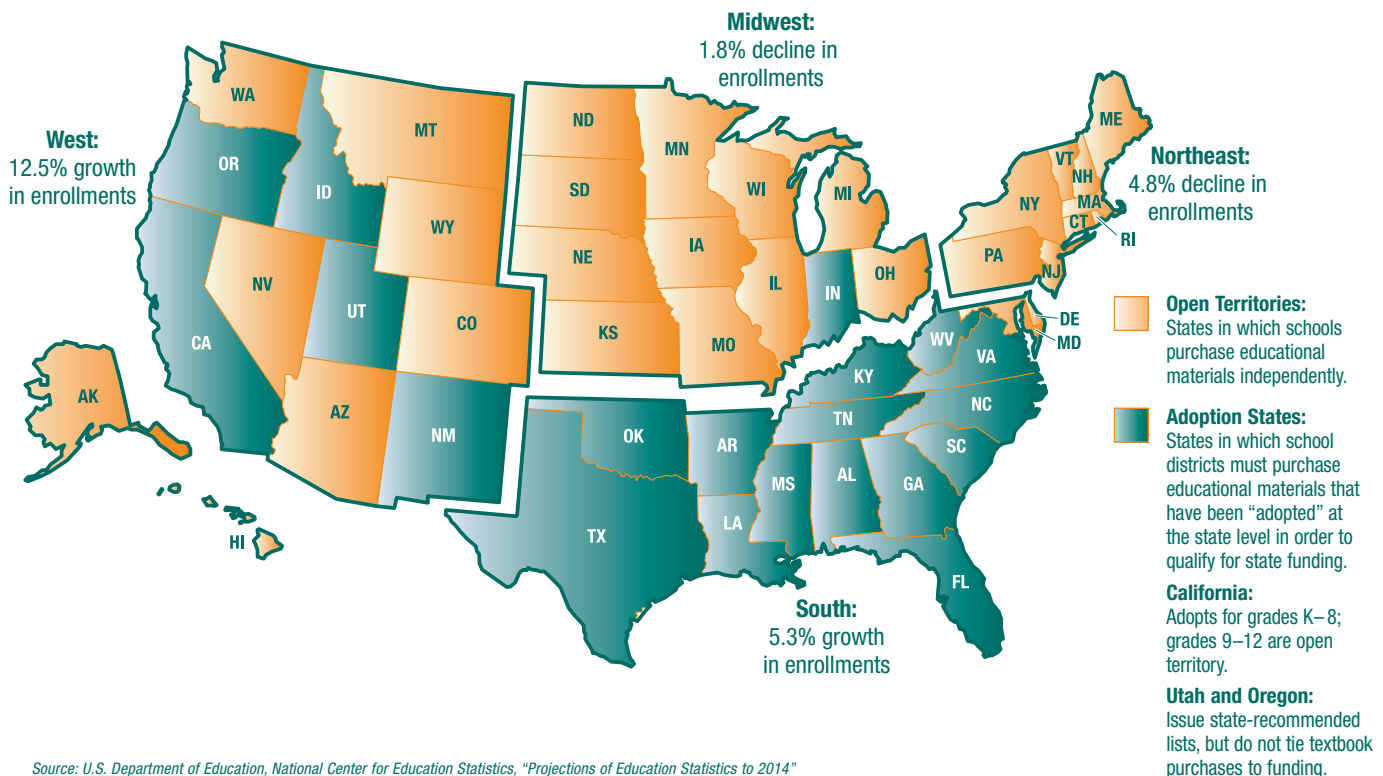 Midwest:
1.8% decline in
enrollments
West:
12.5% growth
in enrollments
Northeast:
4.8% decline in
enrollments
South:
5.3% growth
in enrollments
WA
OR
ID
MT
WY
NV
UT
CO
CA
AZ
NM
AK
HI
ND
SD
NE
KS
MN
IA
MO
WI
IL
MI
IN
OH
ME
VT
NH
MA
CT
RI
NY
PA
NJ
DE
MD
WV
VA
KY
NC
TN
SC
OK
AR
TX
LA
MS
AL
GA
FL
Open Territories:
States in which schools
purchase educational
materials independently.
Adoption States:
States in which school
districts must purchase
educational materials that
have been “adopted” at
the state level in order to
qualify for state funding.
California:
Adopts for grades K–8;
grades 9–12 are open
territory.
Utah and Oregon:
Issue state-recommended
lists, but do not tie textbook
purchases to funding.
Source: U.S. Department of Education, National Center for Education Statistics, “Projections of Education Statistics to 2014”